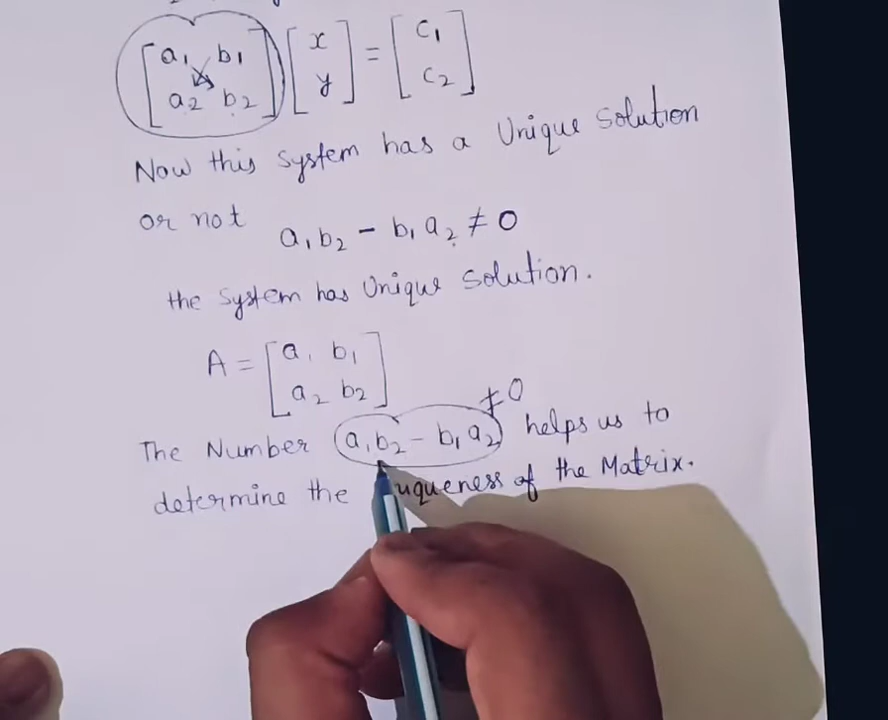 [a₁ b₁ a₂ b₂] [x y] = [c₁ c₂]
Now this system has a Unique Solution
or not a₁b₂ - b₁a₂ ≠ 0
the system has Unique Solution.
A = [a₁ b₁ a₂ b₂]
The Number a₁b₂ - b₁a₂ ≠ 0 helps us to
determine the uqueness of the Matrix.